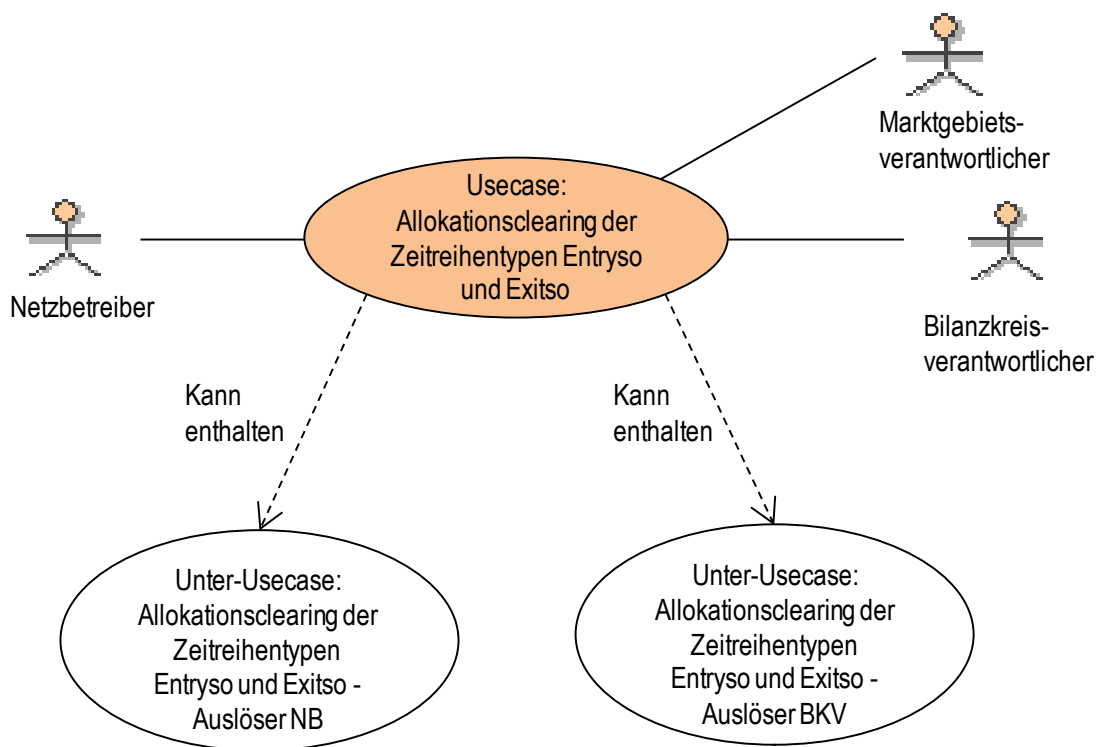 Marktgebiets-
verantwortlicher
Usecase:
Allokationsclearing der
Zeitreihentypen Entryso
und Exitso
Netzbetreiber
Bilanzkreis-
verantwortlicher
Kann
enthalten
Kann
enthalten
Unter-Usecase:
Allokationsclearing der
Zeitreihentypen
Entryso und Exitso -
Auslöser NB
Unter-Usecase:
Allokationsclearing der
Zeitreihentypen
Entryso und Exitso -
Auslöser BKV